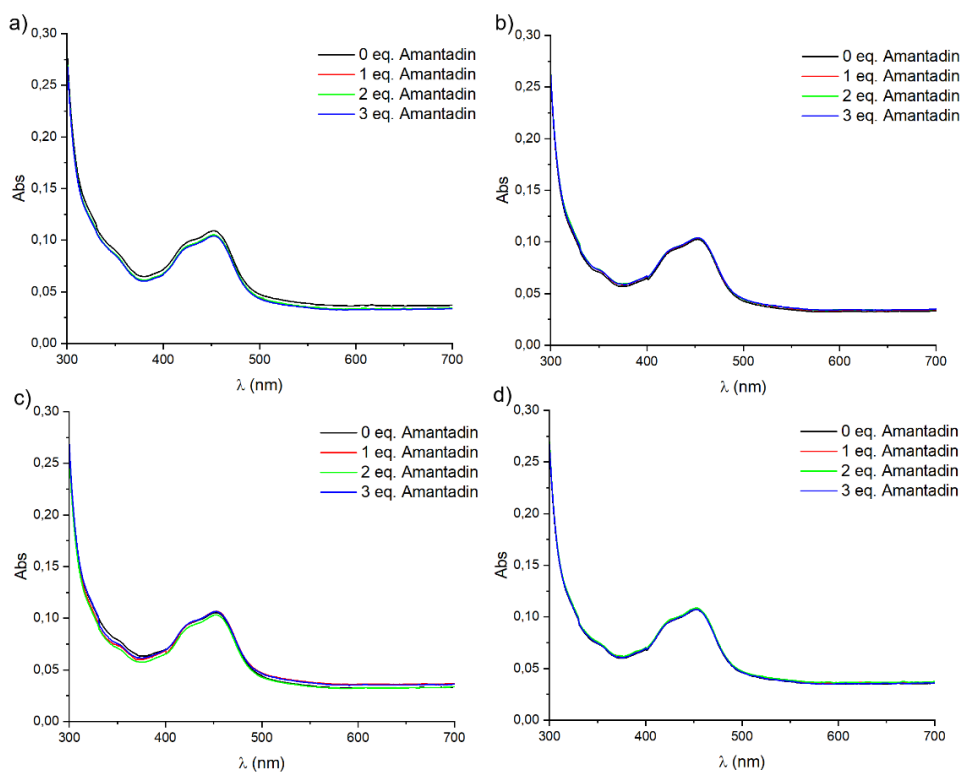 a)
0,30
0,25
0,20
0,15
0,10
0,05
0,00
Abs
0 eq. Amantadin
1 eq. Amantadin
2 eq. Amantadin
3 eq. Amantadin
300 400 500 600 700
λ (nm)
b)
0,30
0,25
0,20
0,15
0,10
0,05
0,00
Abs
0 eq. Amantadin
1 eq. Amantadin
2 eq. Amantadin
3 eq. Amantadin
300 400 500 600 700
λ (nm)
c)
0,30
0,25
0,20
0,15
0,10
0,05
0,00
Abs
0 eq. Amantadin
1 eq. Amantadin
2 eq. Amantadin
3 eq. Amantadin
300 400 500 600 700
λ (nm)
d)
0,30
0,25
0,20
0,15
0,10
0,05
0,00
Abs
0 eq. Amantadin
1 eq. Amantadin
2 eq. Amantadin
3 eq. Amantadin
300 400 500 600 700
λ (nm)